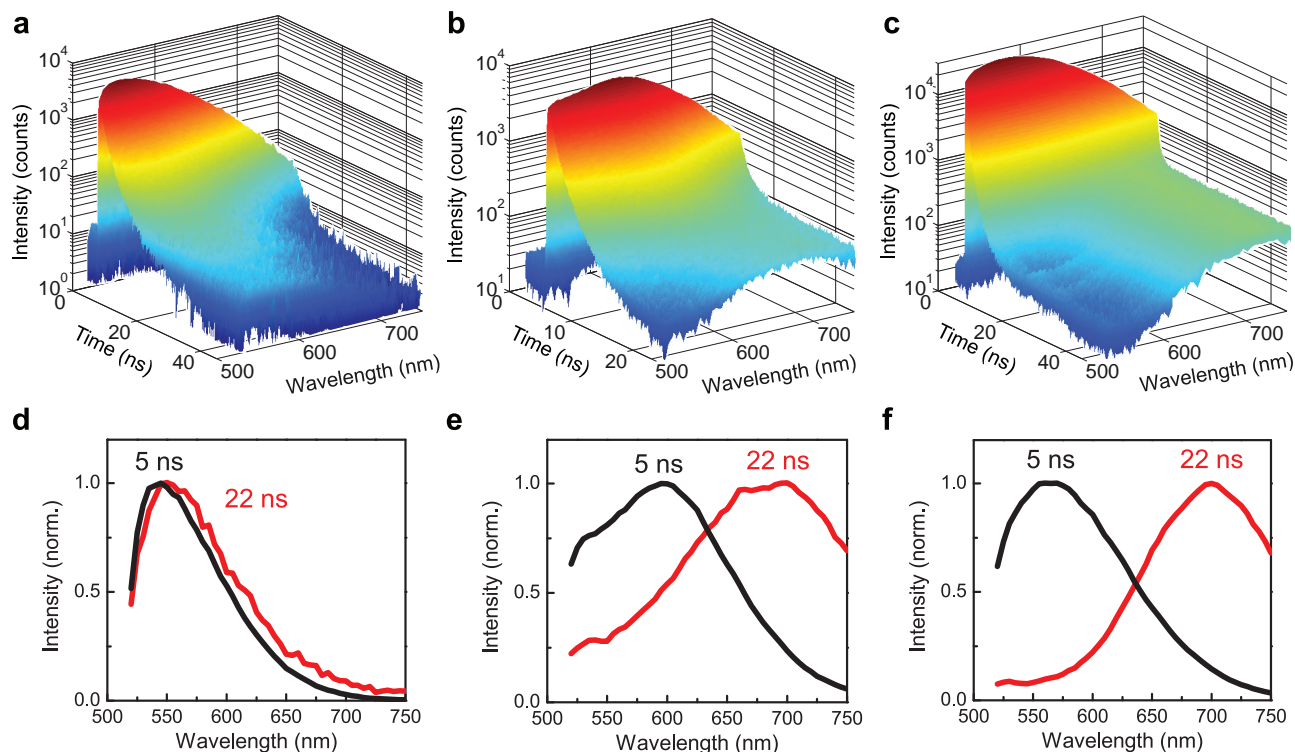 a
b
c
10^4
10^3
10^2
10^1
10^0
Intensity (counts)
0
20
40
Time (ns)
500
600
700
Wavelength (nm)
10^4
10^3
10^2
10^1
Intensity (counts)
0
10
20
Time (ns)
500
600
700
Wavelength (nm)
10^4
10^3
10^2
10^1
Intensity (counts)
0
20
40
Time (ns)
500
600
700
Wavelength (nm)
d
5 ns
22 ns
1.0
0.5
0.0
Intensity (norm.)
500 550 600 650 700 750
Wavelength (nm)
e
5 ns
22 ns
1.0
0.5
0.0
Intensity (norm.)
500 550 600 650 700 750
Wavelength (nm)
f
5 ns
22 ns
1.0
0.5
0.0
Intensity (norm.)
500 550 600 650 700 750
Wavelength (nm)